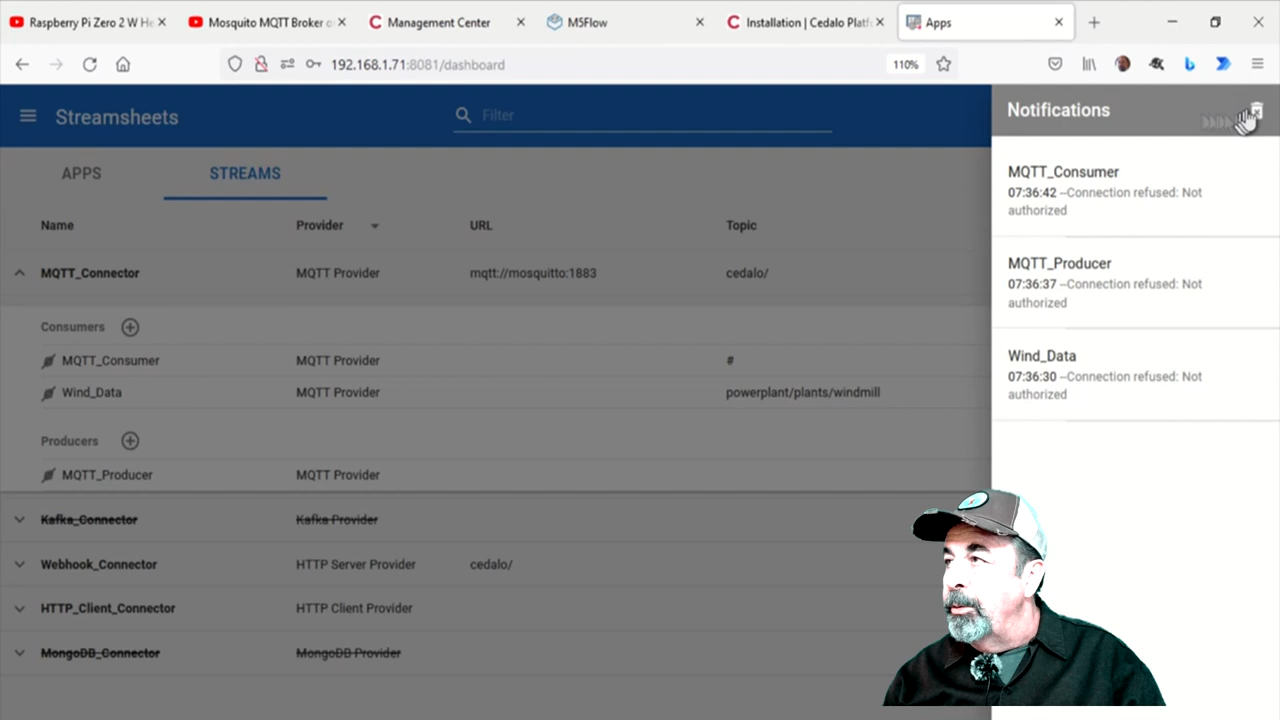 Raspberry Pi Zero 2 W He
Mosquito MQTT Broker o
Management Center
M5Flow
Installation | Cedalo Platf
Apps
192.168.1.71:8081/dashboard
110%
Streamsheets
Filter
Notifications
APPS
STREAMS
Name
Provider
URL
Topic
MQTT_Connector
MQTT Provider
mqtt://mosquitto:1883
cedalo/
Consumers
MQTT_Consumer
MQTT Provider
#
Wind_Data
MQTT Provider
powerplant/plants/windmill
Producers
MQTT_Producer
MQTT Provider
Kafka_Connector
Kafka Provider
Webhook_Connector
HTTP Server Provider
cedalo/
HTTP_Client_Connector
HTTP Client Provider
MongoDB_Connector
MongoDB Provider
MQTT_Consumer
07:36:42 --Connection refused: Not
authorized
MQTT_Producer
07:36:37 --Connection refused: Not
authorized
Wind_Data
07:36:30 --Connection refused: Not
authorized